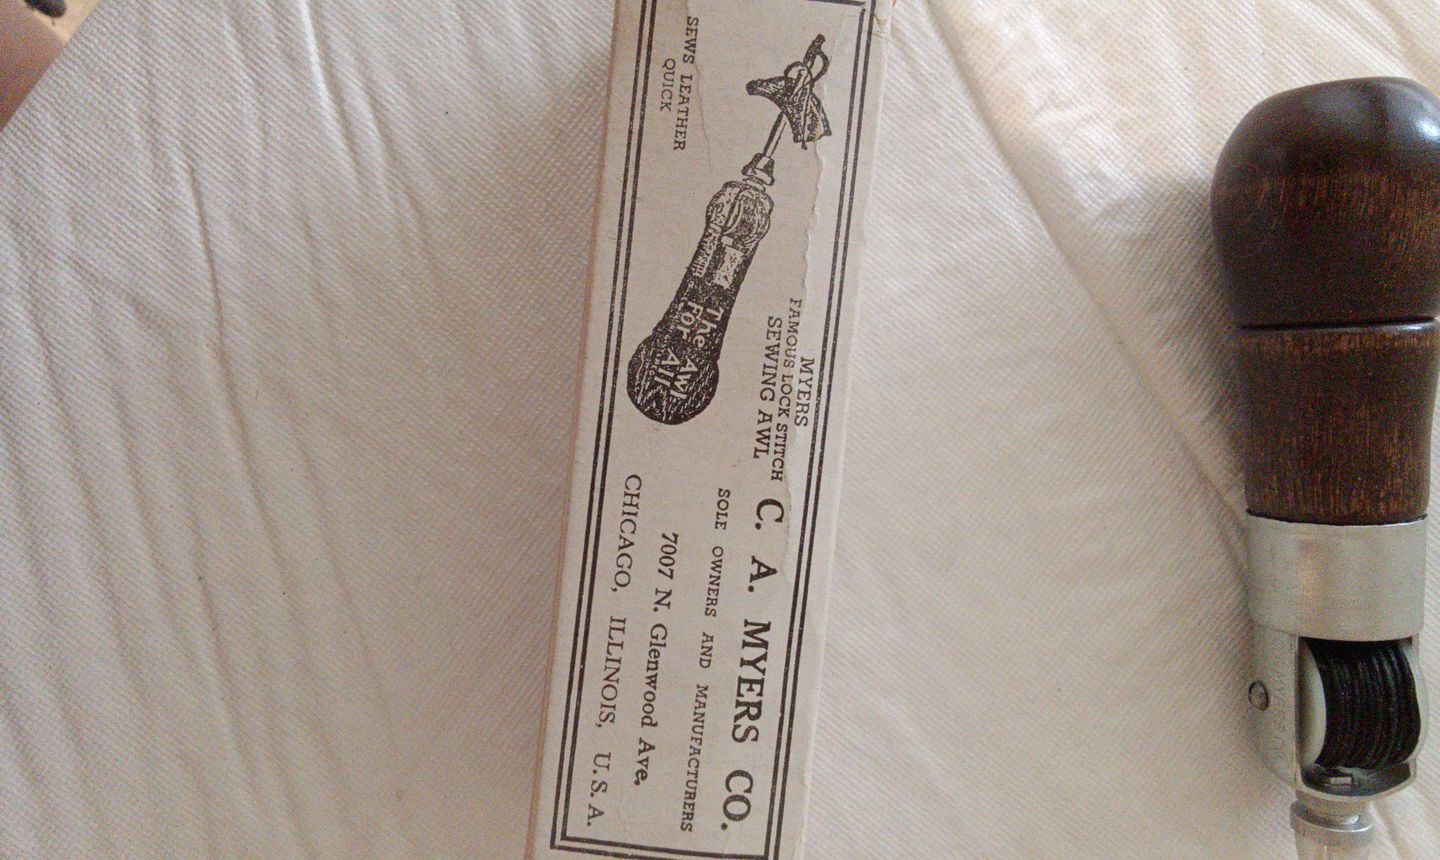 SEWS LEATHER
QUICK
The Awl
For All
MYERS
FAMOUS LOCK STITCH
SEWING AWL
C. A. MYERS CO.
SOLE OWNERS AND MANUFACTURERS
7007 N. Glenwood Ave.
CHICAGO, ILLINOIS, U.S.A.